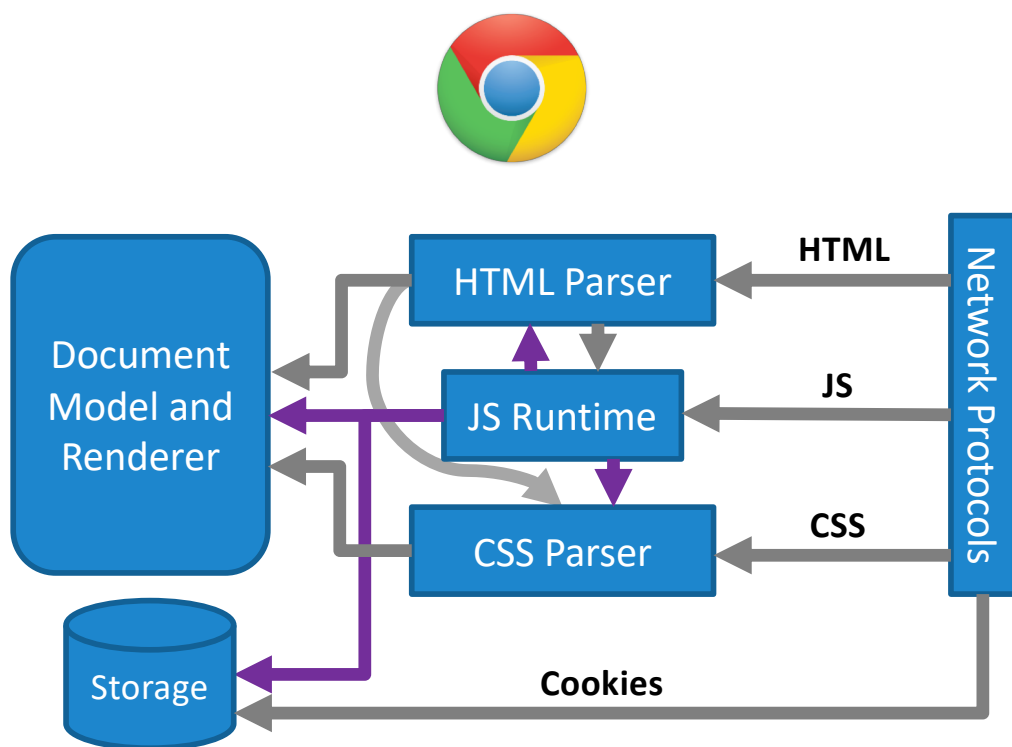 HTML
HTML Parser
Network Protocols
Document
Model and
Renderer
JS
JS Runtime
CSS
CSS Parser
Cookies
Storage